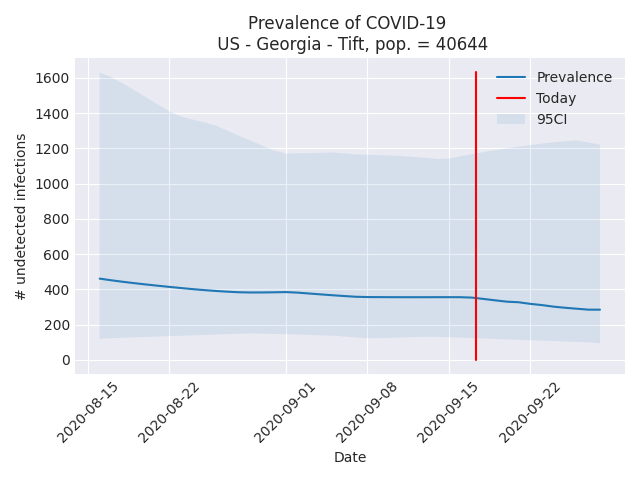 Prevalence of COVID-19
US - Georgia - Tift, pop. = 40644
# undetected infections
1600
1400
1200
1000
800
600
400
200
0
Prevalence
Today
95CI
2020-08-15
2020-08-22
2020-09-01
2020-09-08
2020-09-15
2020-09-22
Date